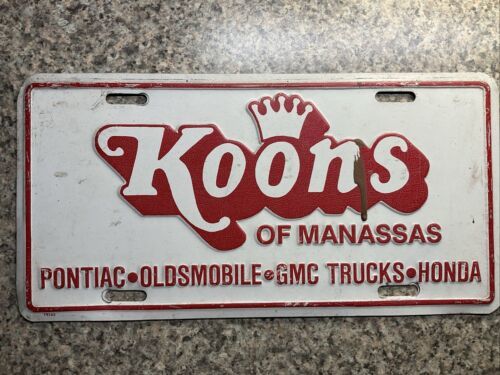 Koons
OF MANASSAS
PONTIAC•OLDSMOBILE•GMC TRUCKS•HONDA